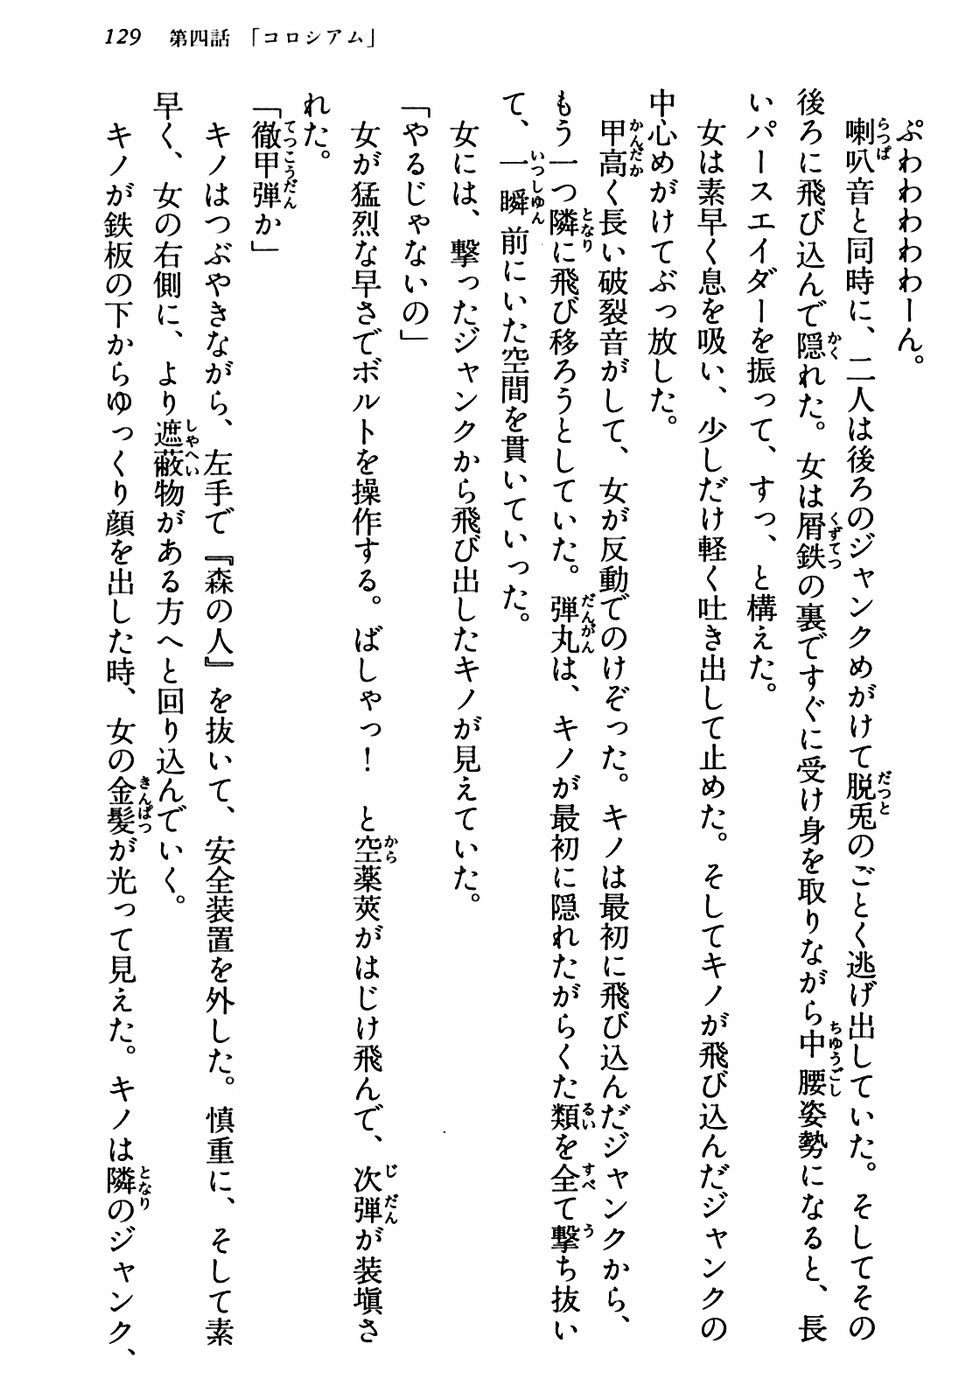 129　第四話　「コロシアム」
ぷわわわわわーん。
喇叭音と同時に、二人は後ろのジャンクめがけて脱兎のごとく逃げ出していた。そしてその
後ろに飛び込んで隠れた。女は屑鉄の裏ですぐに受け身を取りながら中腰姿勢になると、長
いパースエイダーを振って、すっ、と構えた。
女は素早く息を吸い、少しだけ軽く吐き出して止めた。そしてキノが飛び込んだジャンクの
中心めがけてぶっ放した。
甲高く長い破裂音がして、女が反動でのけぞった。キノは最初に飛び込んだジャンクから、
もう一つ隣に飛び移ろうとしていた。弾丸は、キノが最初に隠れたがらくた類を全て撃ち抜い
て、一瞬前にいた空間を貫いていった。
女には、撃ったジャンクから飛び出したキノが見えていた。
「やるじゃないの」
女が猛烈な早さでボルトを操作する。ばしゃっ！　と空薬莢がはじけ飛んで、次弾が装塡さ
れた。
「徹甲弾か」
キノはつぶやきながら、左手で『森の人』を抜いて、安全装置を外した。慎重に、そして素
早く、女の右側に、より遮蔽物がある方へと回り込んでいく。
キノが鉄板の下からゆっくり顔を出した時、女の金髪が光って見えた。キノは隣のジャンク、